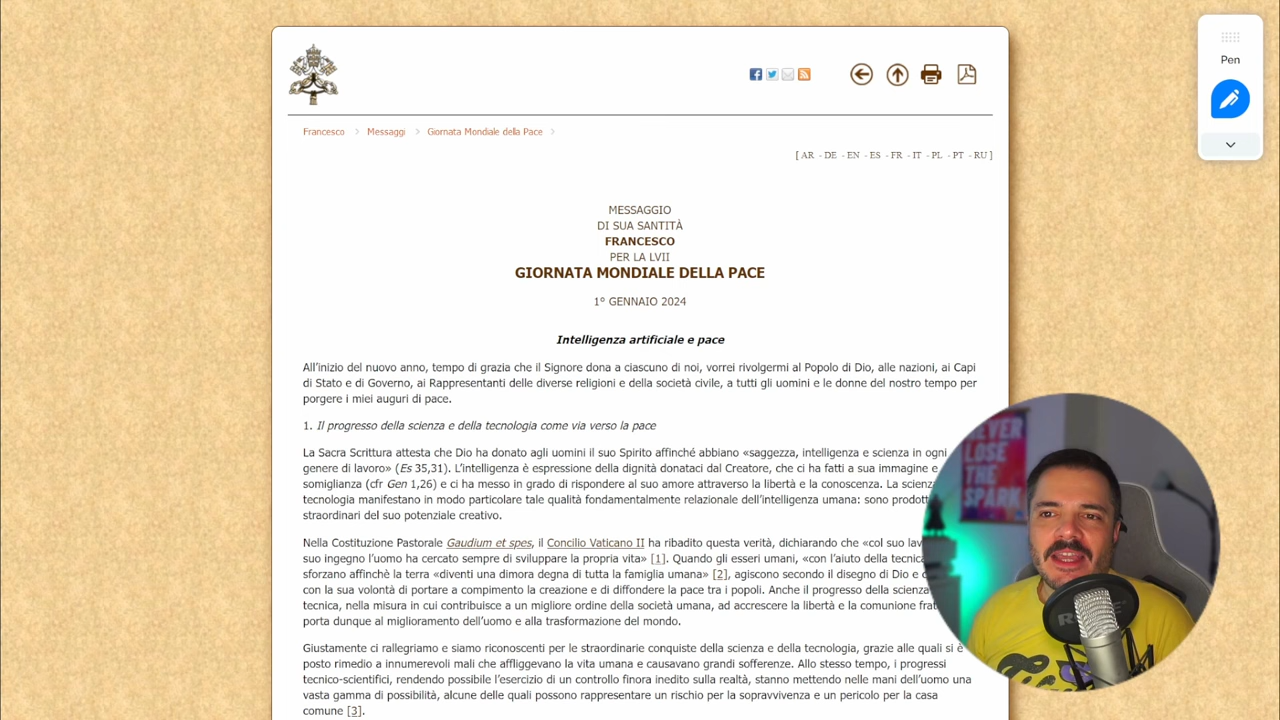 Pen
Francesco > Messaggi > Giornata Mondiale della Pace >
[ AR - DE - EN - ES - FR - IT - PL - PT - RU ]
MESSAGGIO
DI SUA SANTITÀ
FRANCESCO
PER LA LVII
GIORNATA MONDIALE DELLA PACE
1° GENNAIO 2024
Intelligenza artificiale e pace
All'inizio del nuovo anno, tempo di grazia che il Signore dona a ciascuno di noi, vorrei rivolgermi al Popolo di Dio, alle nazioni, ai Capi
di Stato e di Governo, ai Rappresentanti delle diverse religioni e della società civile, a tutti gli uomini e le donne del nostro tempo per
porgere i miei auguri di pace.
1. Il progresso della scienza e della tecnologia come via verso la pace
La Sacra Scrittura attesta che Dio ha donato agli uomini il suo Spirito affinché abbiano «saggezza, intelligenza e scienza in ogni
genere di lavoro» (Es 35,31). L'intelligenza è espressione della dignità donataci dal Creatore, che ci ha fatti a sua immagine e
somiglianza (cfr Gen 1,26) e ci ha messo in grado di rispondere al suo amore attraverso la libertà e la conoscenza. La scienza
tecnologia manifestano in modo particolare tale qualità fondamentalmente relazionale dell'intelligenza umana: sono prodott
straordinari del suo potenziale creativo.
Nella Costituzione Pastorale Gaudium et spes, il Concilio Vaticano II ha ribadito questa verità, dichiarando che «col suo lav
suo ingegno l'uomo ha cercato sempre di sviluppare la propria vita» [1]. Quando gli esseri umani, «con l'aiuto della tecnica
sforzano affinchè la terra «diventi una dimora degna di tutta la famiglia umana» [2], agiscono secondo il disegno di Dio e
con la sua volontà di portare a compimento la creazione e di diffondere la pace tra i popoli. Anche il progresso della scienza
tecnica, nella misura in cui contribuisce a un migliore ordine della società umana, ad accrescere la libertà e la comunione frat
porta dunque al miglioramento dell'uomo e alla trasformazione del mondo.
Giustamente ci rallegriamo e siamo riconoscenti per le straordinarie conquiste della scienza e della tecnologia, grazie alle quali si è
posto rimedio a innumerevoli mali che affliggevano la vita umana e causavano grandi sofferenze. Allo stesso tempo, i progressi
tecnico-scientifici, rendendo possibile l'esercizio di un controllo finora inedito sulla realtà, stanno mettendo nelle mani dell'uomo una
vasta gamma di possibilità, alcune delle quali possono rappresentare un rischio per la sopravvivenza e un pericolo per la casa
comune [3].
NEVER
LOSE
THE
SPARK